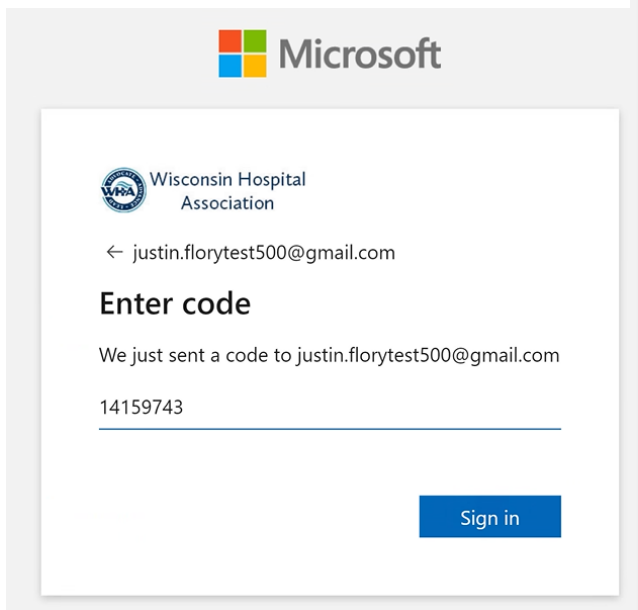 Microsoft
WHA
Wisconsin Hospital
Association
← justin.florytest500@gmail.com
Enter code
We just sent a code to justin.florytest500@gmail.com
14159743
Sign in